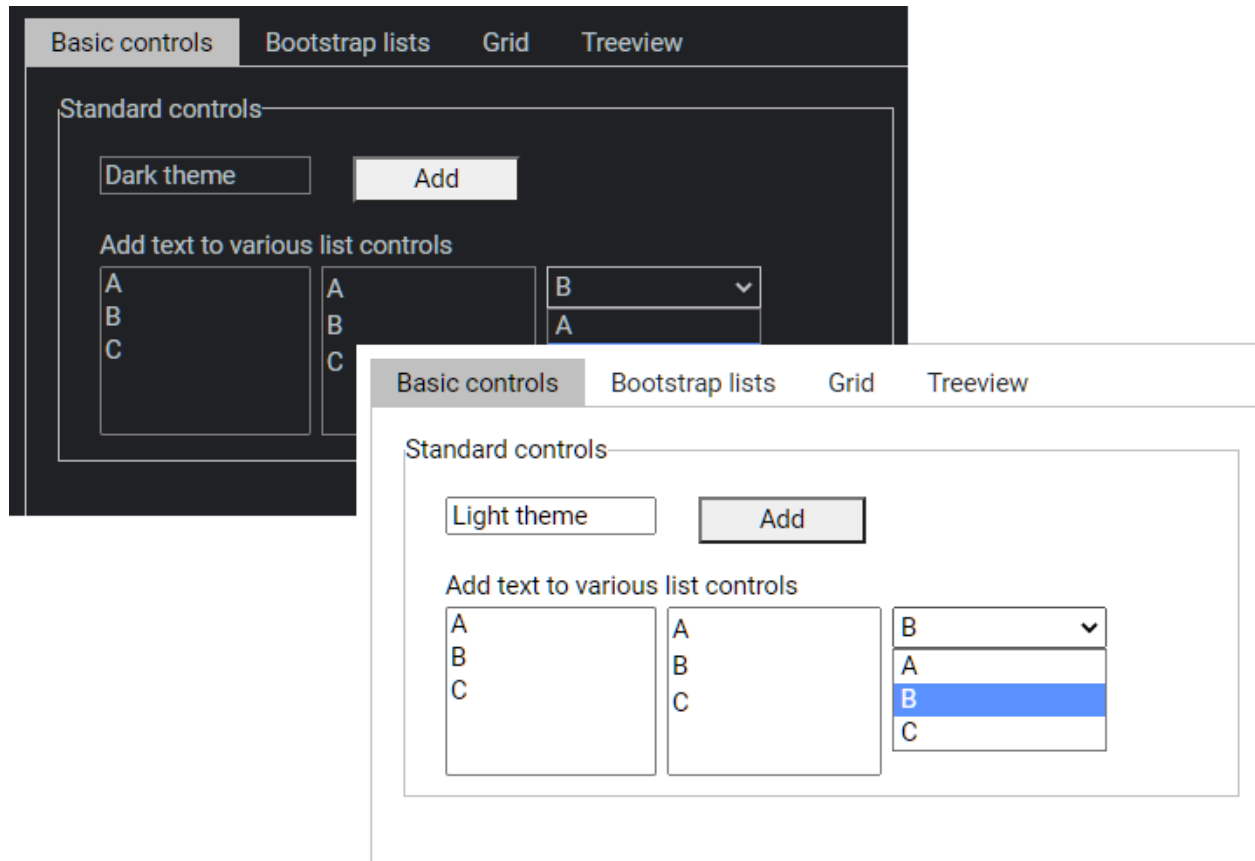 Basic controls Bootstrap lists Grid Treeview
Standard controls
Dark theme Add
Add text to various list controls
A A B
B B A
C C
Basic controls Bootstrap lists Grid Treeview
Standard controls
Light theme Add
Add text to various list controls
A A B
B B A
C C B
C